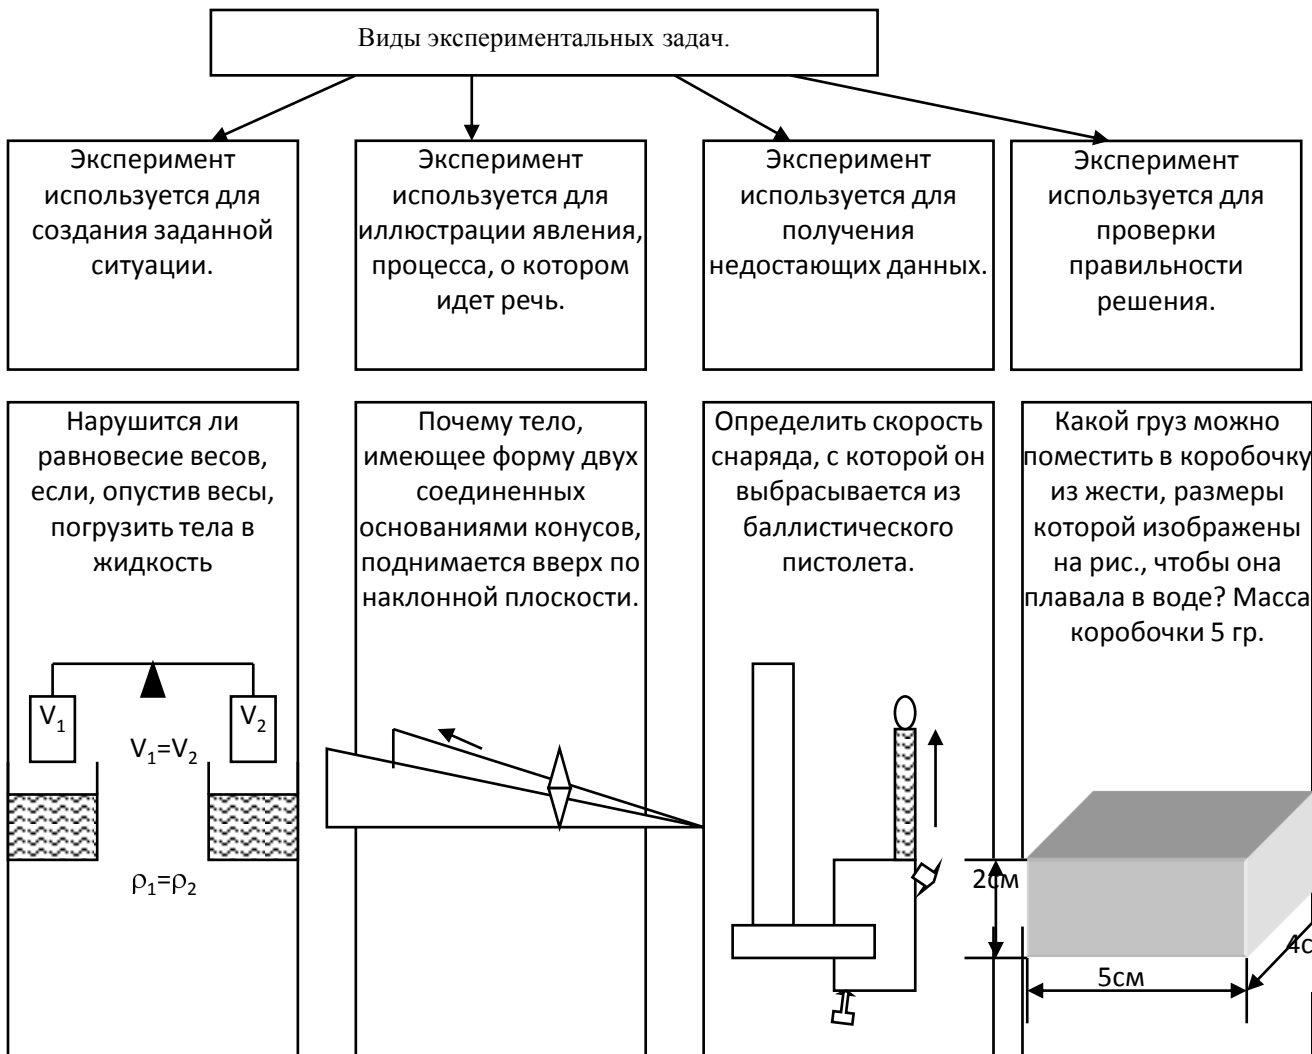 Виды экспериментальных задач.
Эксперимент
используется для
создания заданной
ситуации.
Эксперимент
используется для
иллюстрации явления,
процесса, о котором
идет речь.
Эксперимент
используется для
получения
недостающих данных.
Эксперимент
используется для
проверки
правильности
решения.
Нарушится ли
равновесие весов,
если, опустив весы,
погрузить тела в
жидкость
V₁
V₂
V₁=V₂
ρ₁=ρ₂
Почему тело,
имеющее форму двух
соединенных
основаниями конусов,
поднимается вверх по
наклонной плоскости.
Определить скорость
снаряда, с которой он
выбрасывается из
баллистического
пистолета.
Какой груз можно
поместить в коробочку
из жести, размеры
которой изображены
на рис., чтобы она
плавала в воде? Масса
коробочки 5 гр.
2см
4с
5см